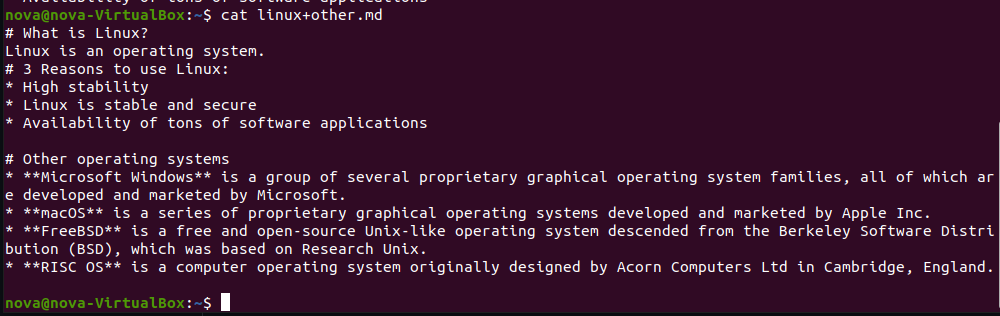 * Availability of tons of software applications
nova@nova-VirtualBox:~$ cat linux+other.md
# What is Linux?
Linux is an operating system.
# 3 Reasons to use Linux:
* High stability
* Linux is stable and secure
* Availability of tons of software applications
# Other operating systems
* **Microsoft Windows** is a group of several proprietary graphical operating system families, all of which ar
e developed and marketed by Microsoft.
* **macOS** is a series of proprietary graphical operating systems developed and marketed by Apple Inc.
* **FreeBSD** is a free and open-source Unix-like operating system descended from the Berkeley Software Distri
bution (BSD), which was based on Research Unix.
* **RISC OS** is a computer operating system originally designed by Acorn Computers Ltd in Cambridge, England.
nova@nova-VirtualBox:~$